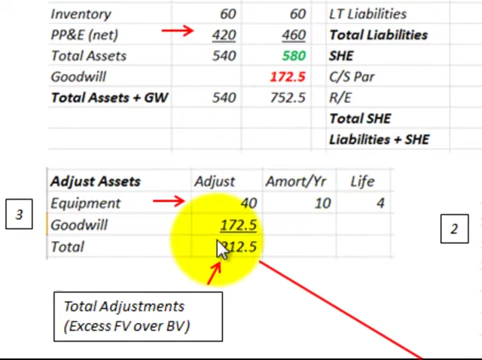 Inventory 60 60 LT Liabilities
PP&E (net) 420 460 Total Liabilities
Total Assets 540 580 SHE
Goodwill 172.5 C/S Par
Total Assets + GW 540 752.5 R/E
Total SHE
Liabilities + SHE
Adjust Assets Adjust Amort/Yr Life
Equipment 40 10 4
Goodwill 172.5
Total 212.5
3
2
Total Adjustments
(Excess FV over BV)